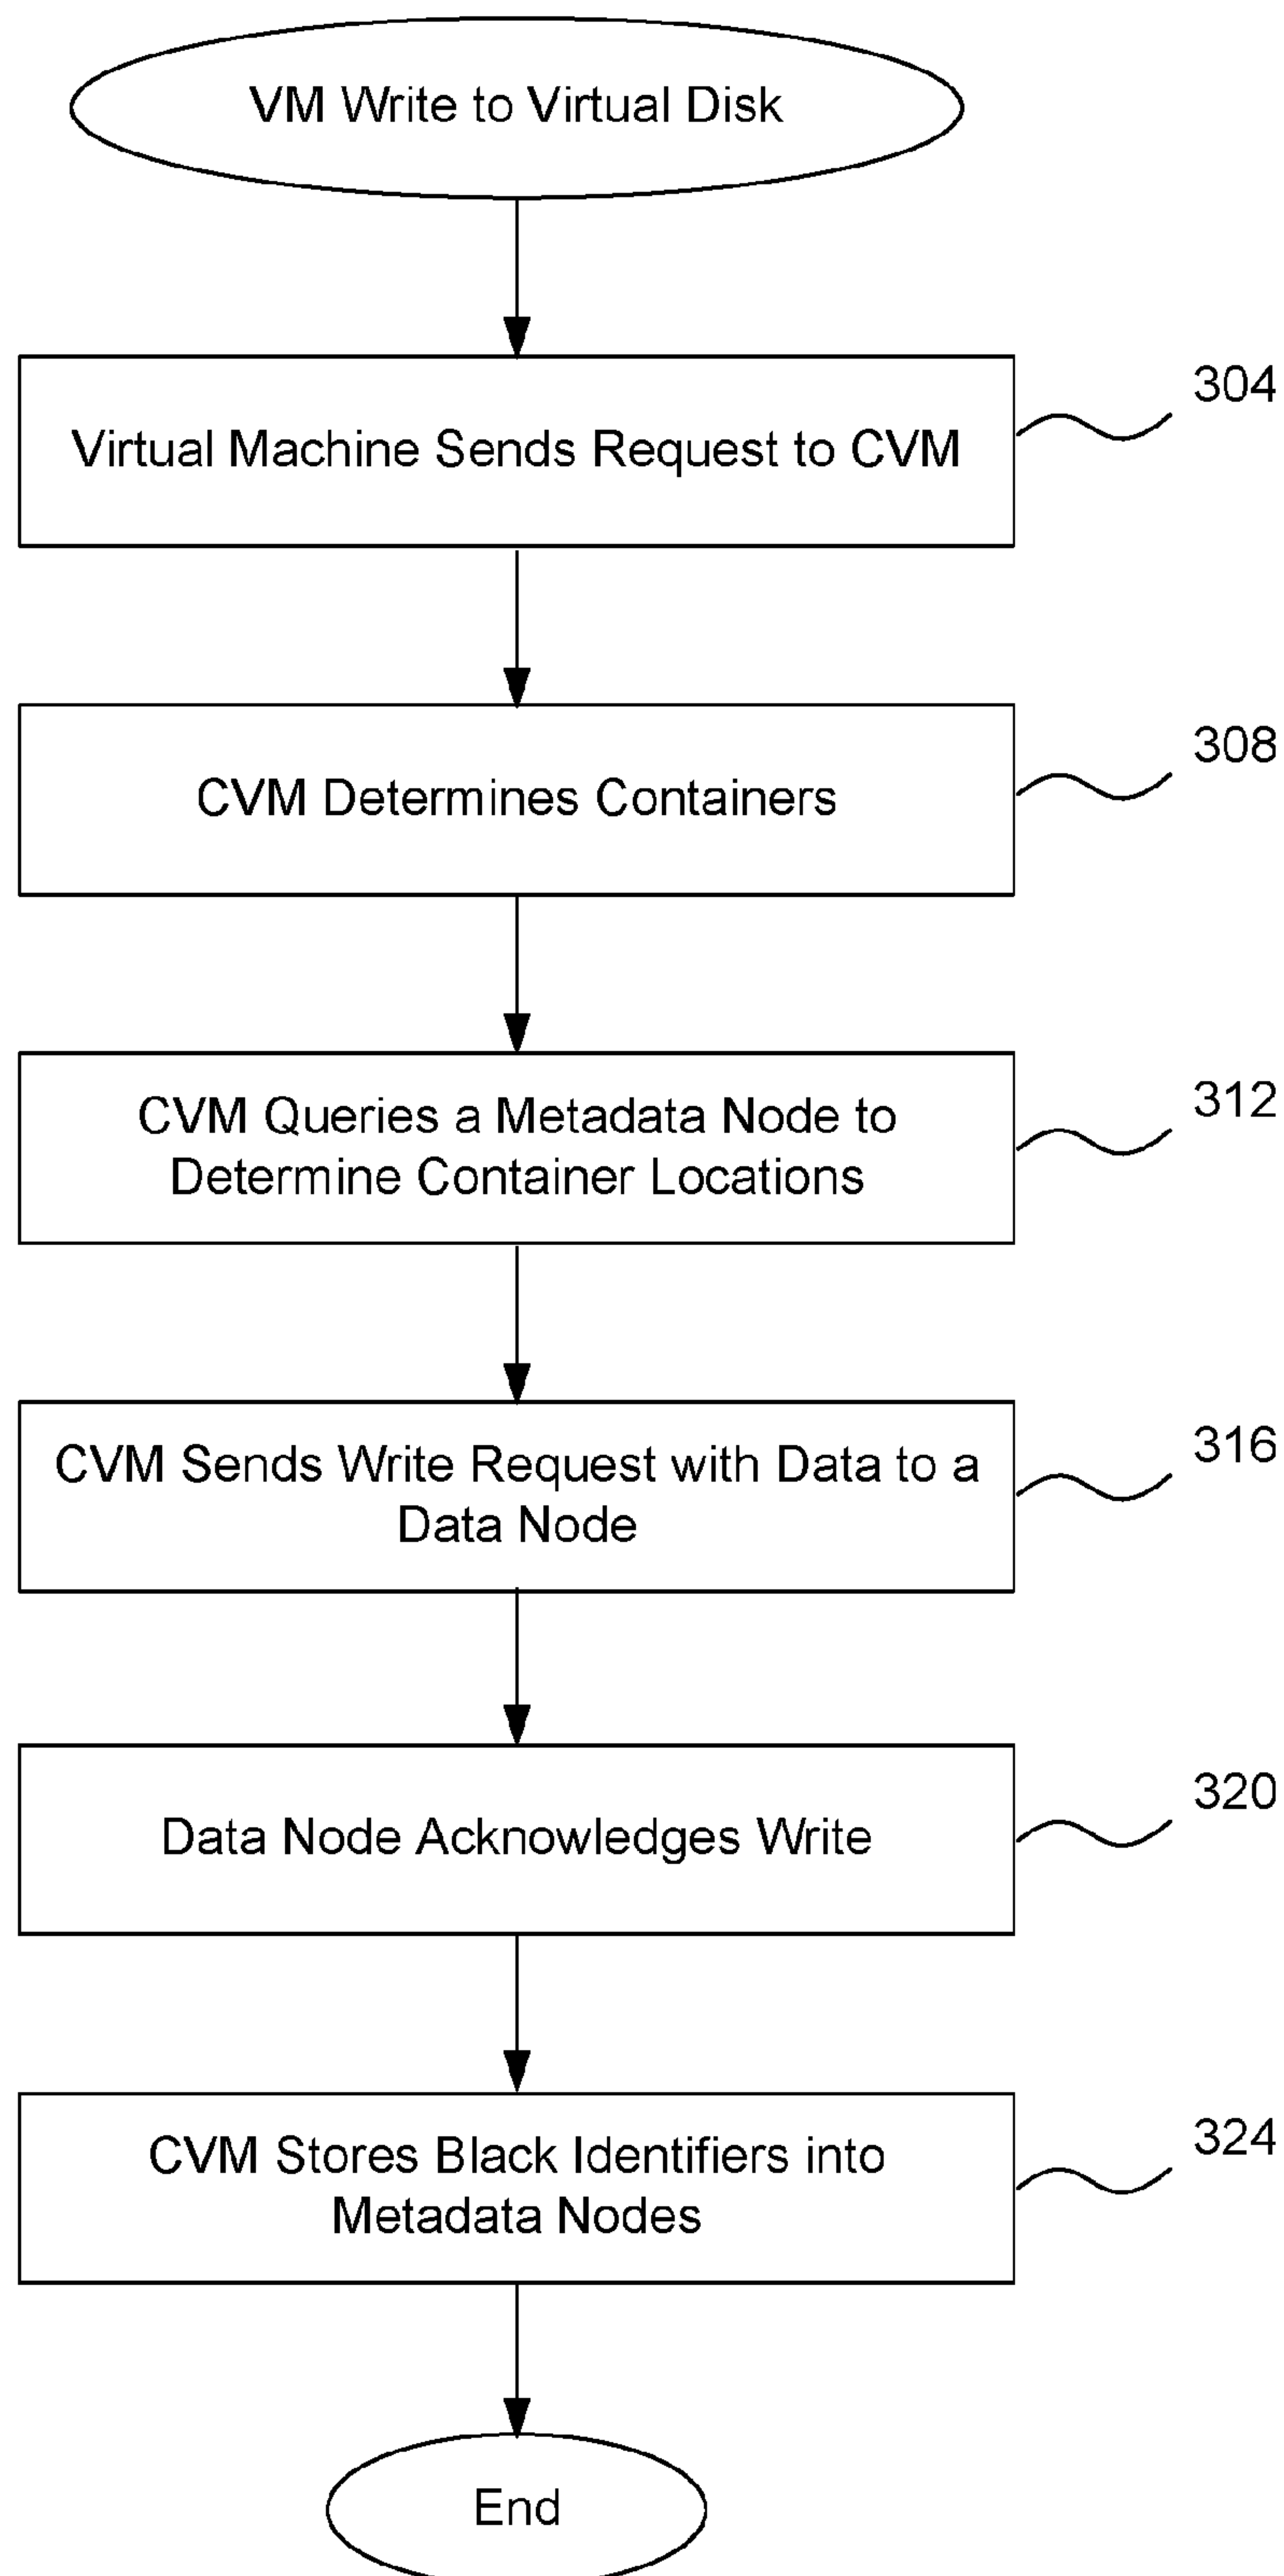 VM Write to Virtual Disk
304
Virtual Machine Sends Request to CVM
308
CVM Determines Containers
312
CVM Queries a Metadata Node to
Determine Container Locations
316
CVM Sends Write Request with Data to a
Data Node
320
Data Node Acknowledges Write
324
CVM Stores Black Identifiers into
Metadata Nodes
End